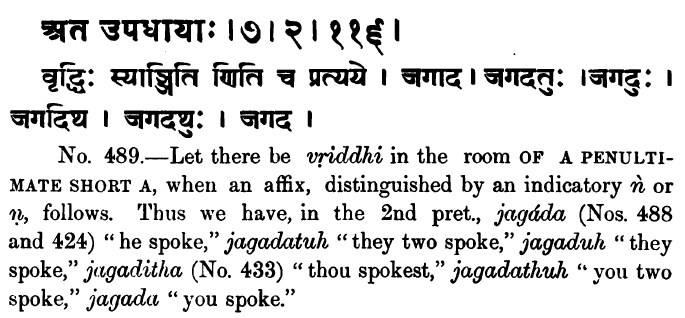 अत उपधायाः । ७ । २ । ११६ ।
वृद्धिः स्याञ्ञिति णिति च प्रत्यये । जगाद । जगदतुः । जगदुः ।
जगदिथ । जगदथुः । जगद ।
No. 489.—Let there be vṛiddhi in the room OF A PENULTI-
MATE SHORT A, when an affix, distinguished by an indicatory ṅ or
ṇ, follows. Thus we have, in the 2nd pret., jagáda (Nos. 488
and 424) “he spoke,” jagadatuh “they two spoke,” jagaduh “they
spoke,” jagaditha (No. 433) “thou spokest,” jagadathuh “you two
spoke,” jagada “you spoke.”